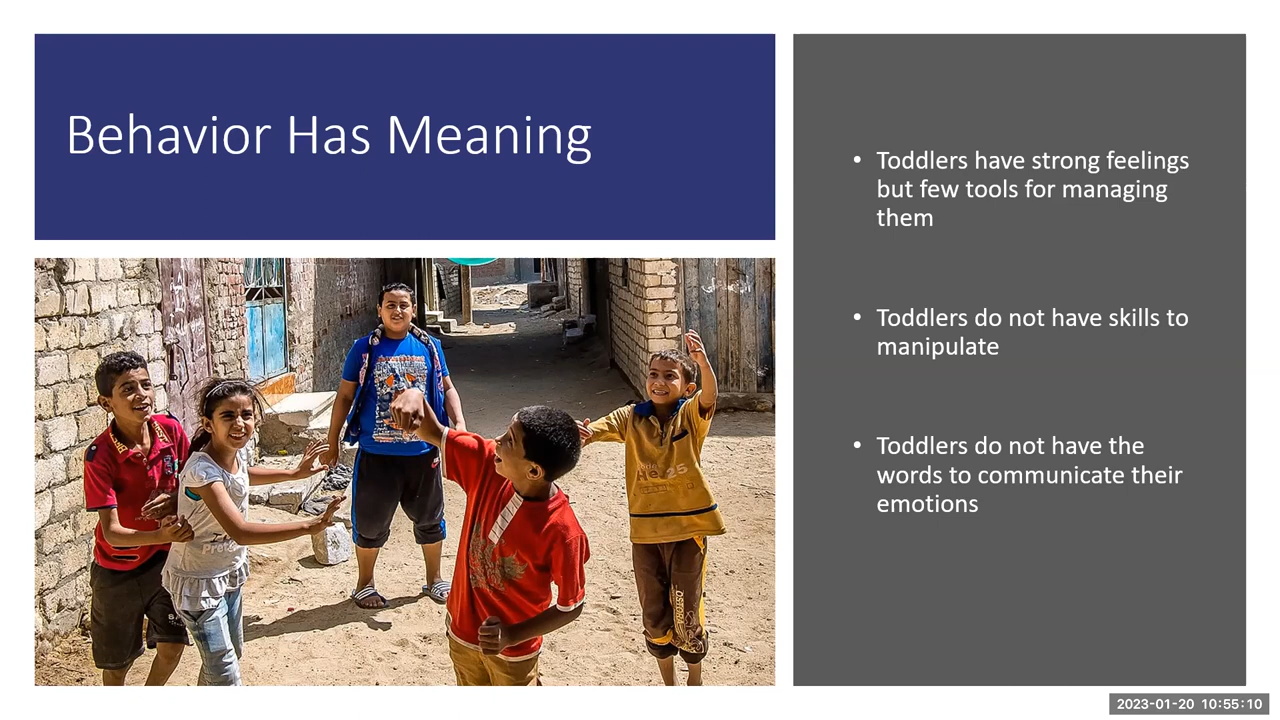 Behavior Has Meaning
• Toddlers have strong feelings
but few tools for managing
them
• Toddlers do not have skills to
manipulate
• Toddlers do not have the
words to communicate their
emotions
2023-01-20 10:55:10